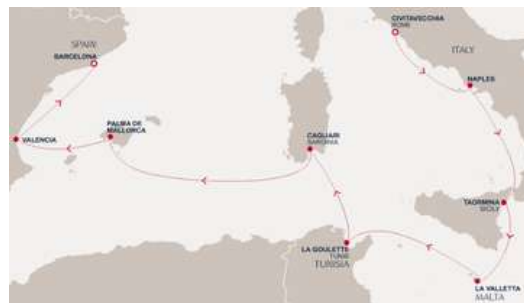 CIVITAVECCHIA
ROME
SPAIN
BARCELONA
ITALY
NAPLES
PALMA DE
MALLORCA
VALENCIA
CAGLIARI
SARDINIA
TAORMINA
SICILY
LA GOULETTE
TUNIS
TUNISIA
LA VALLETTA
MALTA